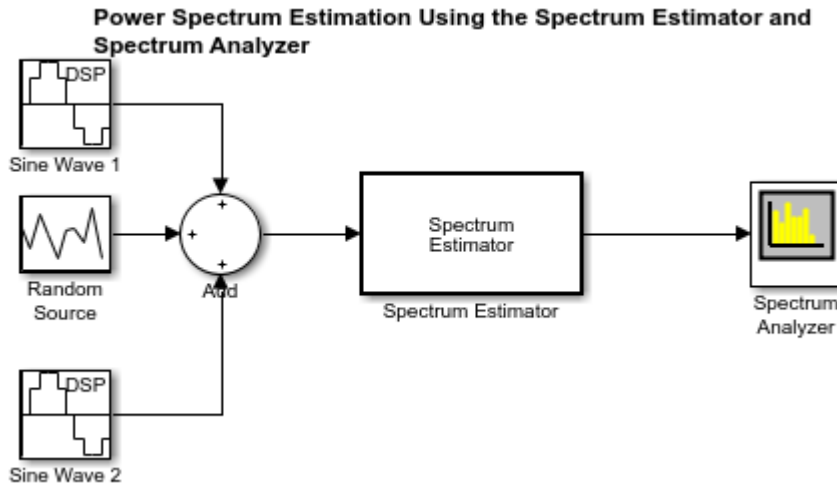 Power Spectrum Estimation Using the Spectrum Estimator and
Spectrum Analyzer
DSP
Sine Wave 1
Random
Source
Add
Spectrum
Estimator
Spectrum Estimator
Spectrum
Analyzer
DSP
Sine Wave 2